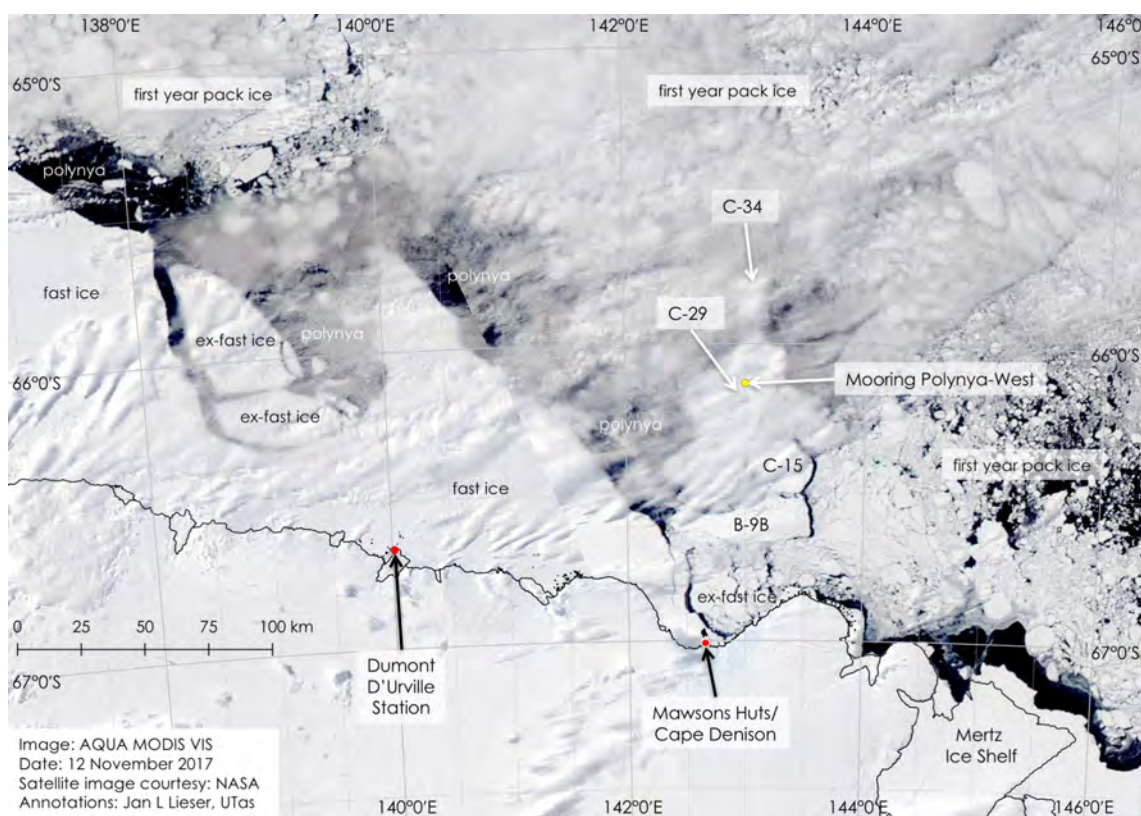 138°0'E
140°0'E
142°0'E
144°0'E
146°0'
65°0'S
65°0'S
first year pack ice
first year pack ice
polynya
C-34
fast ice
polynya
C-29
ex-fast ice
polynya
66°0'S
66°0'S
Mooring Polynya-West
ex-fast ice
polynya
C-15
first year pack ice
fast ice
B-9B
ex-fast ice
0 25 50 75 100 km
67°0'S
67°0'S
Dumont
D'Urville
Station
Mawsons Huts/
Cape Denison
Mertz
Ice Shelf
Image: AQUA MODIS VIS
Date: 12 November 2017
Satellite image courtesy: NASA
Annotations: Jan L Lieser, UTas
140°0'E
142°0'E
144°0'E
146°0'E